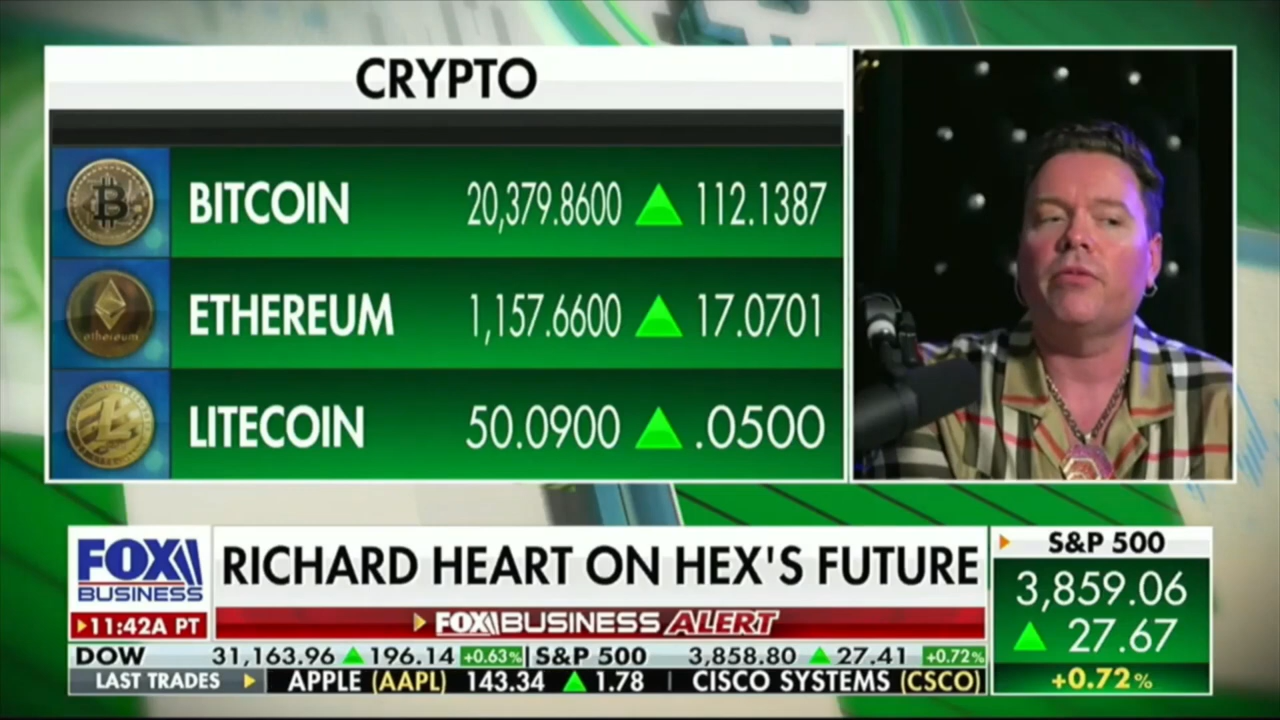 CRYPTO
BITCOIN 20,379.8600 112.1387
ethereum
ETHEREUM 1,157.6600 17.0701
LITECOIN 50.0900 .0500
FOX BUSINESS
11:42A PT
RICHARD HEART ON HEX'S FUTURE
FOX BUSINESS ALERT
S&P 500
3,859.06
27.67
+0.72%
DOW 31,163.96 196.14 +0.63% S&P 500 3,858.80 27.41 +0.72%
LAST TRADES APPLE (AAPL) 143.34 1.78 CISCO SYSTEMS (CSCO)